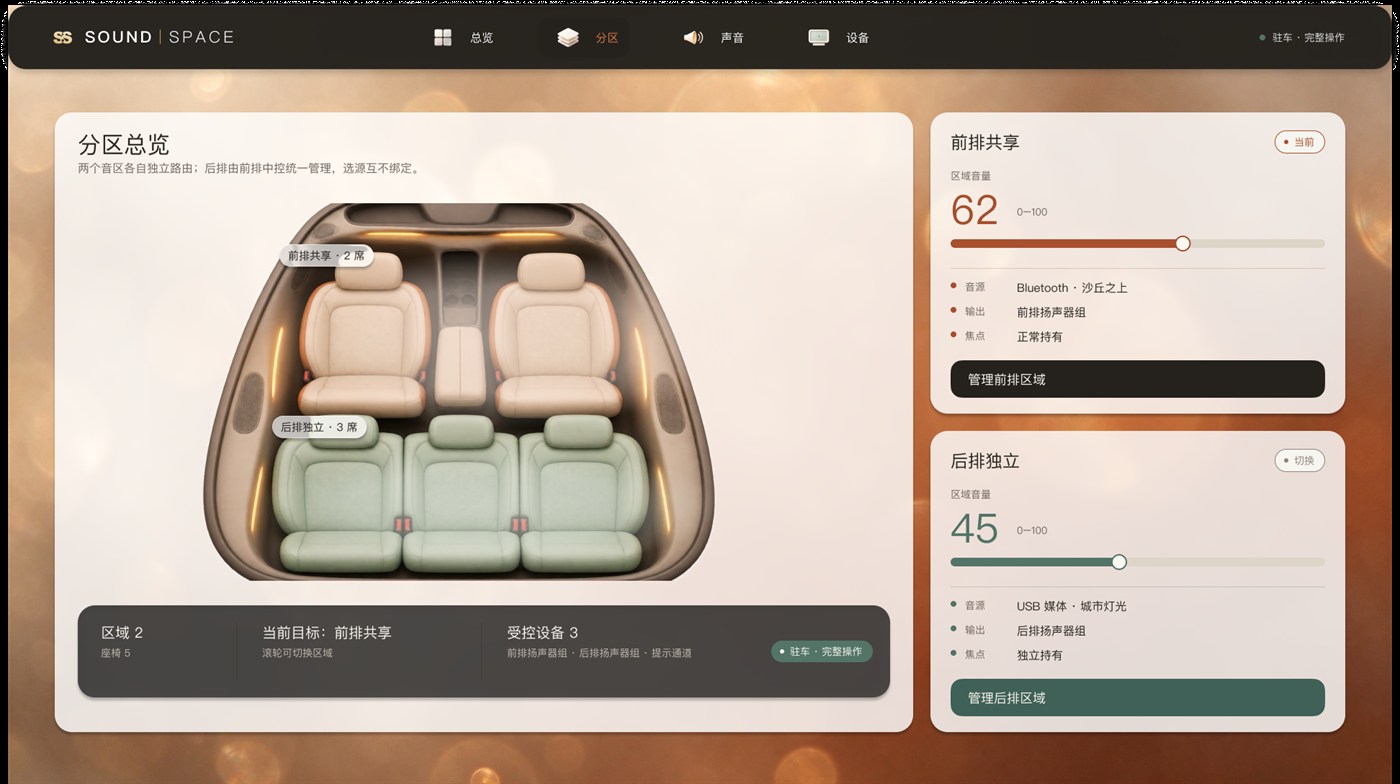 SS SOUND | SPACE
总览
分区
声音
设备
驻车 · 完整操作
分区总览
两个音区各自独立路由；后排由前排中控统一管理，选源互不绑定。
前排共享 · 2 席
后排独立 · 3 席
区域 2
座椅 5
当前目标：前排共享
滚轮可切换区域
受控设备 3
前排扬声器组 · 后排扬声器组 · 提示通道
驻车 · 完整操作
前排共享
当前
区域音量
62 0—100
音源 Bluetooth · 沙丘之上
输出 前排扬声器组
焦点 正常持有
管理前排区域
后排独立
切换
区域音量
45 0—100
音源 USB 媒体 · 城市灯光
输出 后排扬声器组
焦点 独立持有
管理后排区域